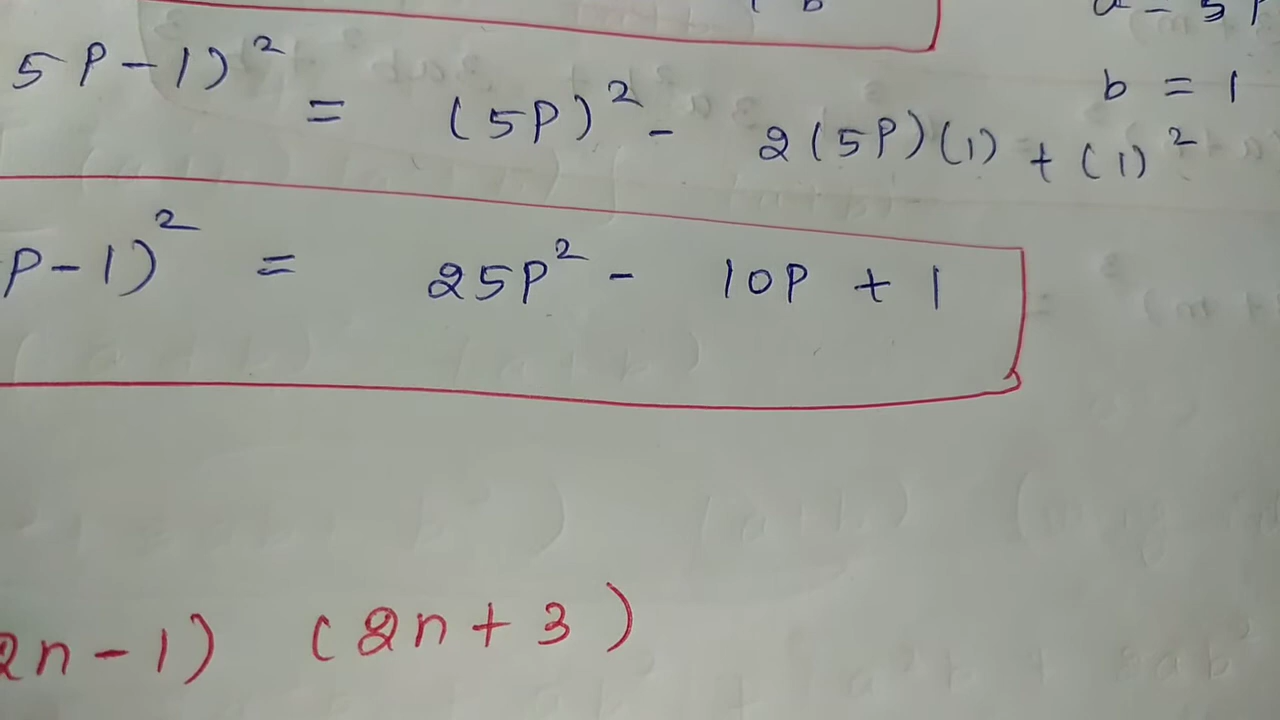 a = 5P
b = 1
5P - 1)² = (5P)² - 2(5P)(1) + (1)²
P - 1)² = 25P² - 10P + 1
2n - 1) (2n + 3)